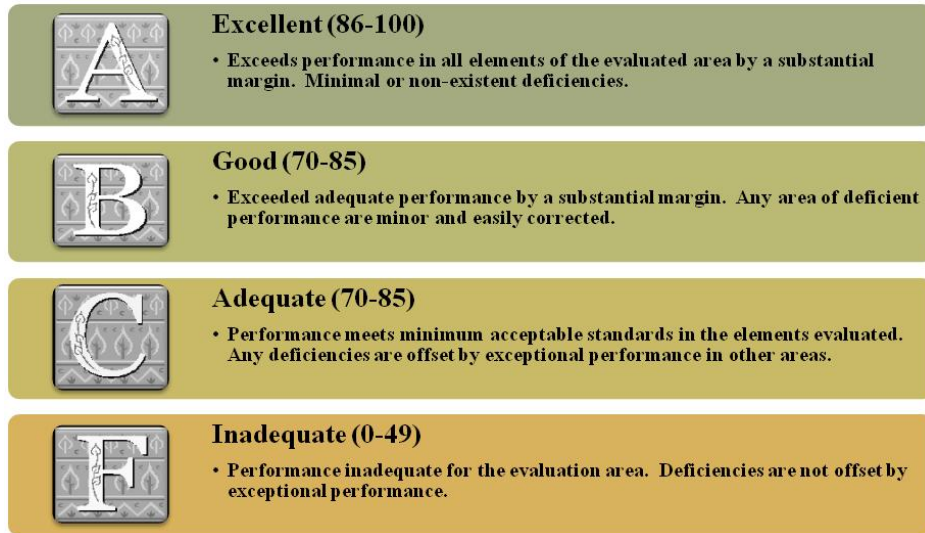 A
Excellent (86-100)
• Exceeds performance in all elements of the evaluated area by a substantial
margin. Minimal or non-existent deficiencies.
B
Good (70-85)
• Exceeded adequate performance by a substantial margin. Any area of deficient
performance are minor and easily corrected.
C
Adequate (70-85)
• Performance meets minimum acceptable standards in the elements evaluated.
Any deficiencies are offset by exceptional performance in other areas.
F
Inadequate (0-49)
• Performance inadequate for the evaluation area. Deficiencies are not offset by
exceptional performance.